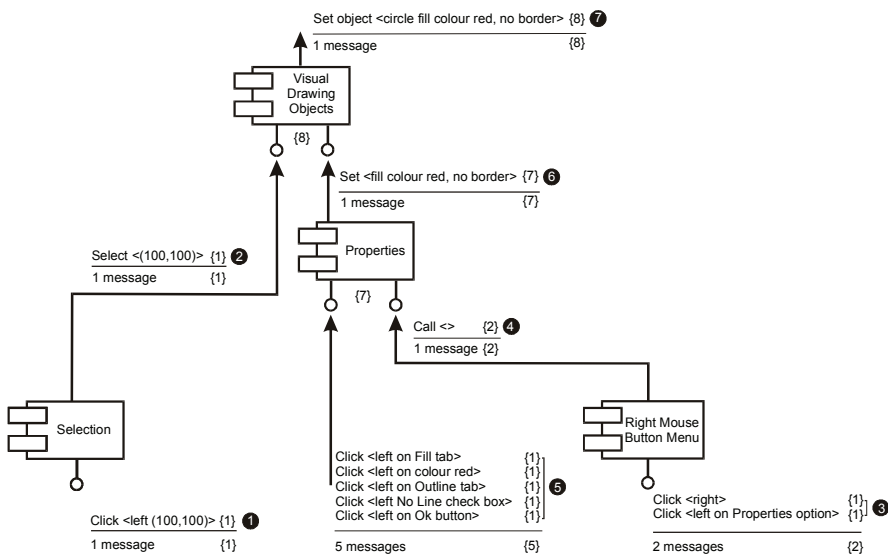 Set object <circle fill colour red, no border> {8} 7
1 message {8}
Visual
Drawing
Objects
{8}
Set <fill colour red, no border> {7} 6
1 message {7}
Select <(100,100)> {1} 2
1 message {1}
Properties
{7}
Call <> {2} 4
1 message {2}
Selection
Right Mouse
Button Menu
Click <left (100,100)> {1} 1
1 message {1}
Click <left on Fill tab> {1}
Click <left on colour red> {1}
Click <left on Outline tab> {1} 5
Click <left No Line check box> {1}
Click <left on Ok button> {1}
5 messages {5}
Click <right> {1} 3
Click <left on Properties option> {1}
2 messages {2}